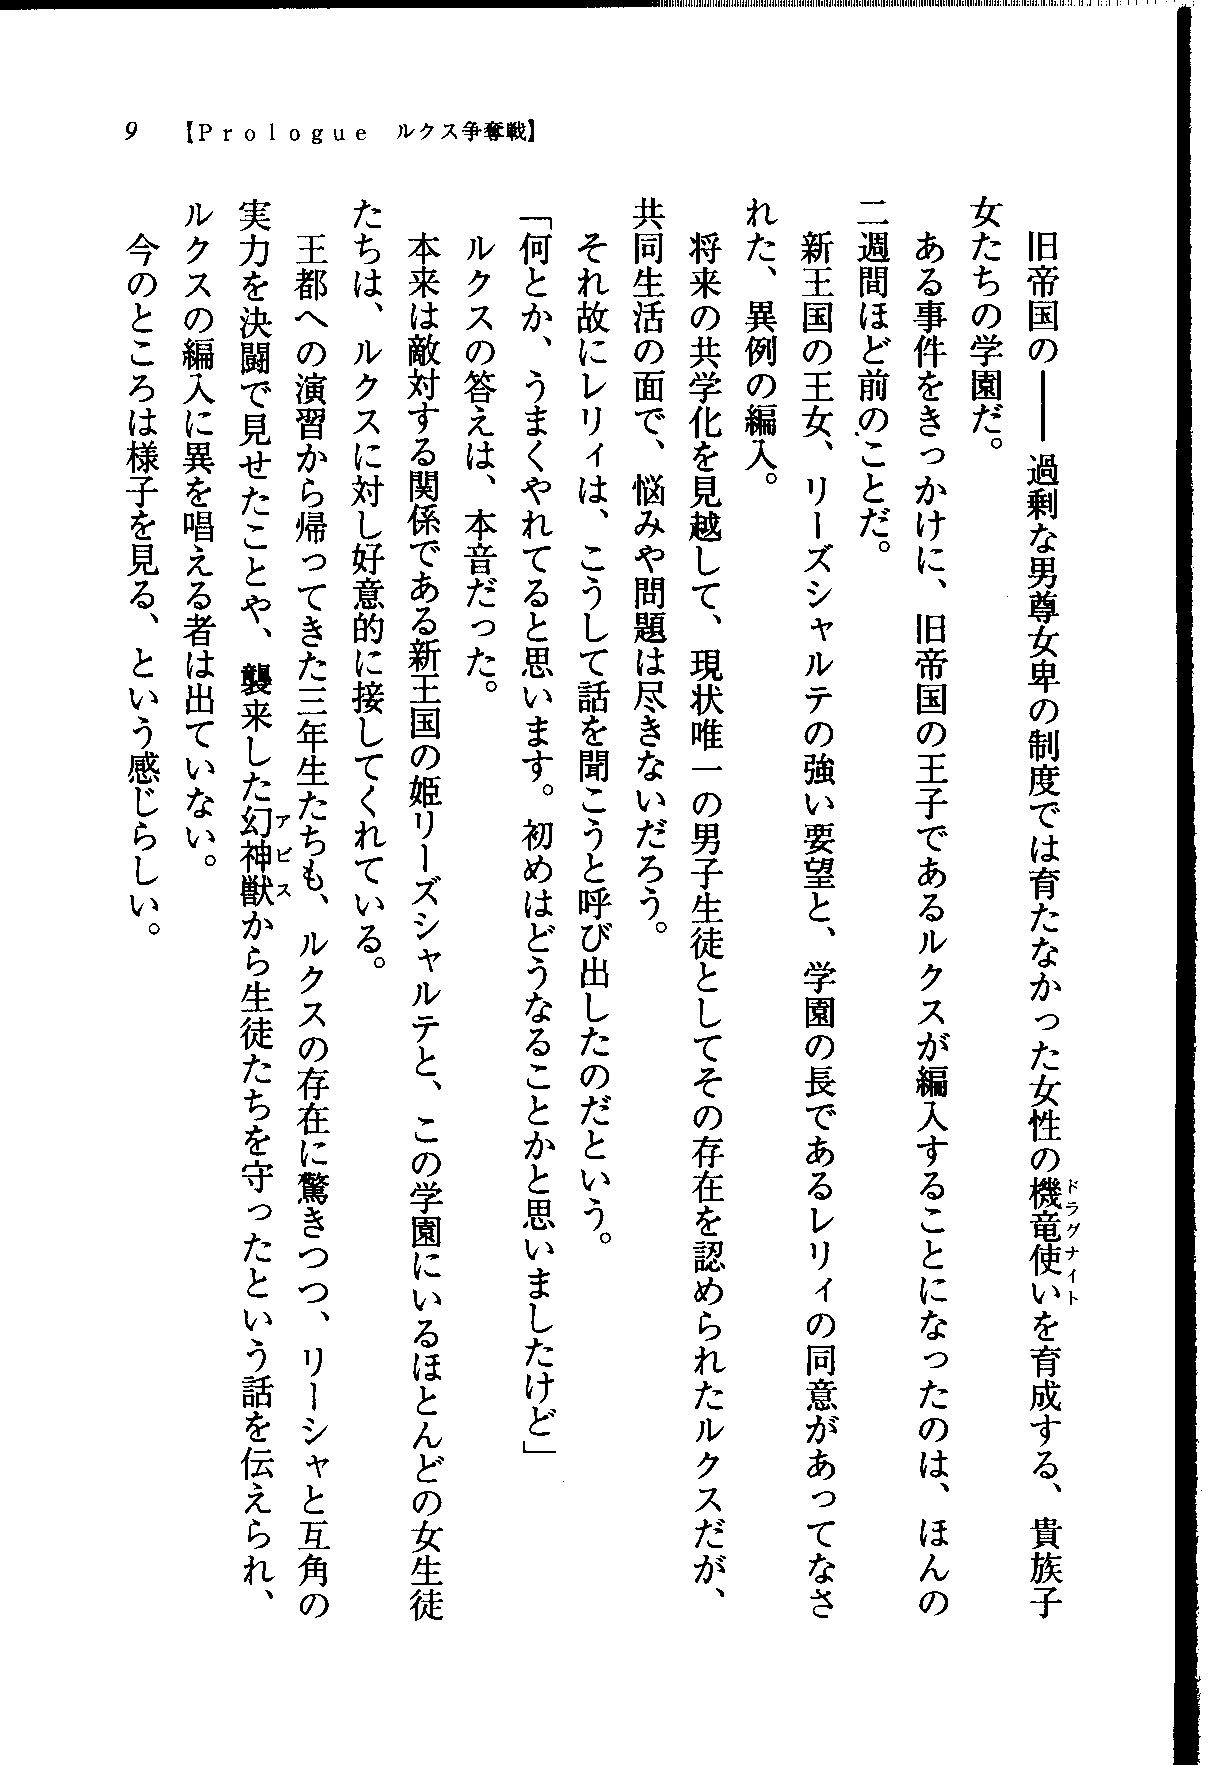 9 【Prologue ルクス争奪戦】
旧帝国の――過剰な男尊女卑の制度では育たなかった女性の機竜使いを育成する、貴族子
ドラグナイト
女たちの学園だ。
ある事件をきっかけに、旧帝国の王子であるルクスが編入することになったのは、ほんの
二週間ほど前のことだ。
新王国の王女、リーズシャルテの強い要望と、学園の長であるレリィの同意があってなさ
れた、異例の編入。
将来の共学化を見越して、現状唯一の男子生徒としてその存在を認められたルクスだが、
共同生活の面で、悩みや問題は尽きないだろう。
それ故にレリィは、こうして話を聞こうと呼び出したのだという。
「何とか、うまくやれてると思います。初めはどうなることかと思いましたけど」
ルクスの答えは、本音だった。
本来は敵対する関係である新王国の姫リーズシャルテと、この学園にいるほとんどの女生徒
たちは、ルクスに対し好意的に接してくれている。
王都への演習から帰ってきた三年生たちも、ルクスの存在に驚きつつ、リーシャと互角の
実力を決闘で見せたことや、襲来した幻神獣から生徒たちを守ったという話を伝えられ、
アビス
ルクスの編入に異を唱える者は出ていない。
今のところは様子を見る、という感じらしい。